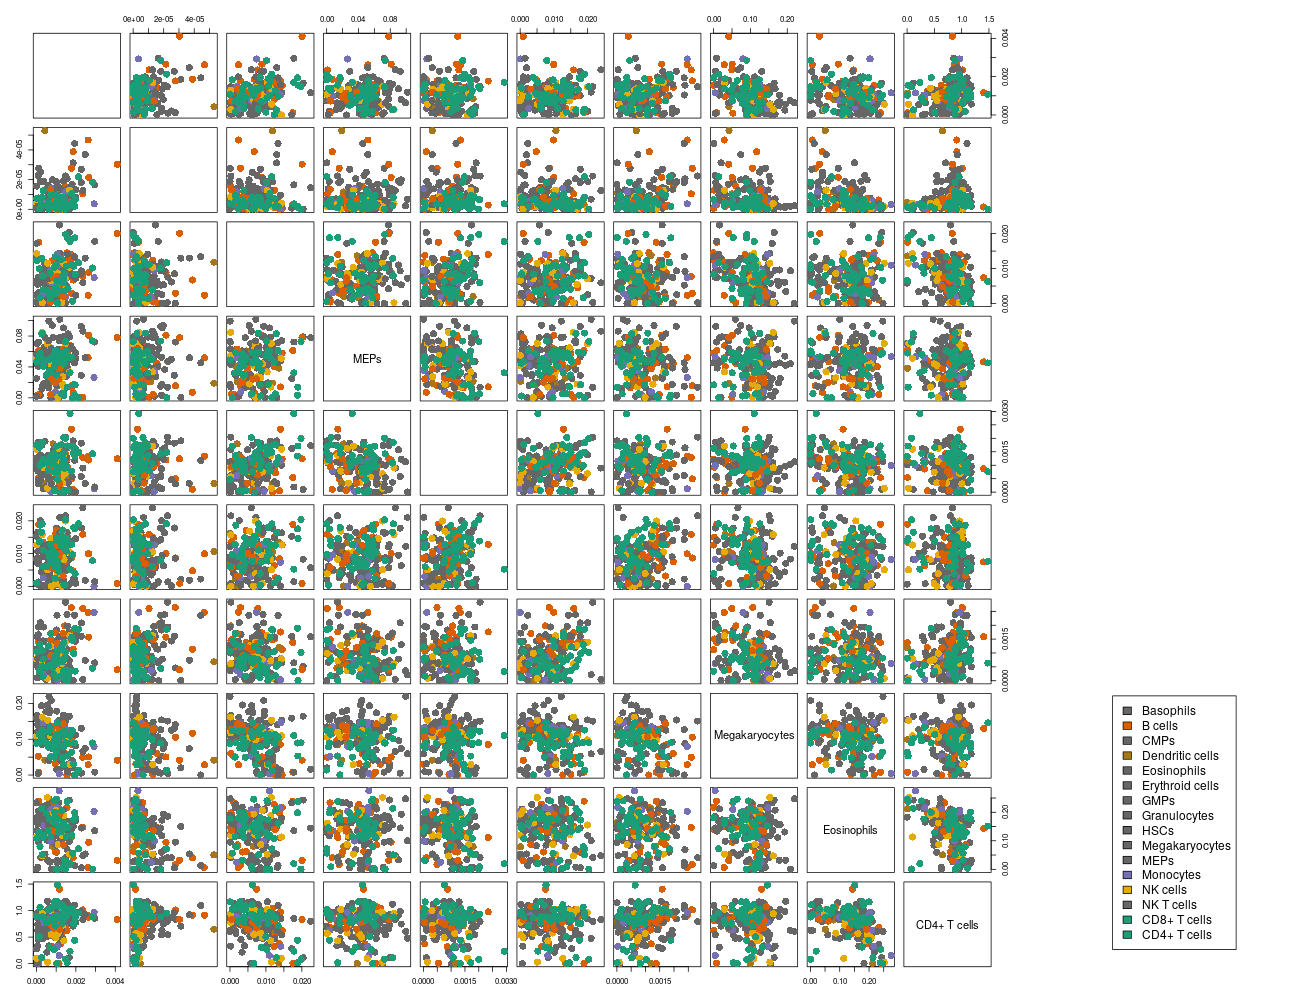 0e+00 2e-05 4e-05 0.00 0.04 0.08 0.000 0.020 0.00 0.10 0.20 0.0 0.5 1.0 1.5
0.000 0.002 0.004
0e+00 2e-05 4e-05
0.000 0.010 0.020
0.00 0.04 0.08
MEPs
0.0000 0.0015 0.0030
0.000 0.010 0.020
0.0000 0.0015
0.00 0.10 0.20
Megakaryocytes
Eosinophils
0.00 0.10 0.20
0.0 0.5 1.0 1.5
CD4+ T cells
0.000 0.002 0.004 0.000 0.010 0.020 0.0000 0.0015 0.0030 0.0000 0.0015 0.00 0.10 0.20
Basophils
B cells
CMPs
Dendritic cells
Eosinophils
Erythroid cells
GMPs
Granulocytes
HSCs
Megakaryocytes
MEPs
Monocytes
NK cells
NK T cells
CD8+ T cells
CD4+ T cells